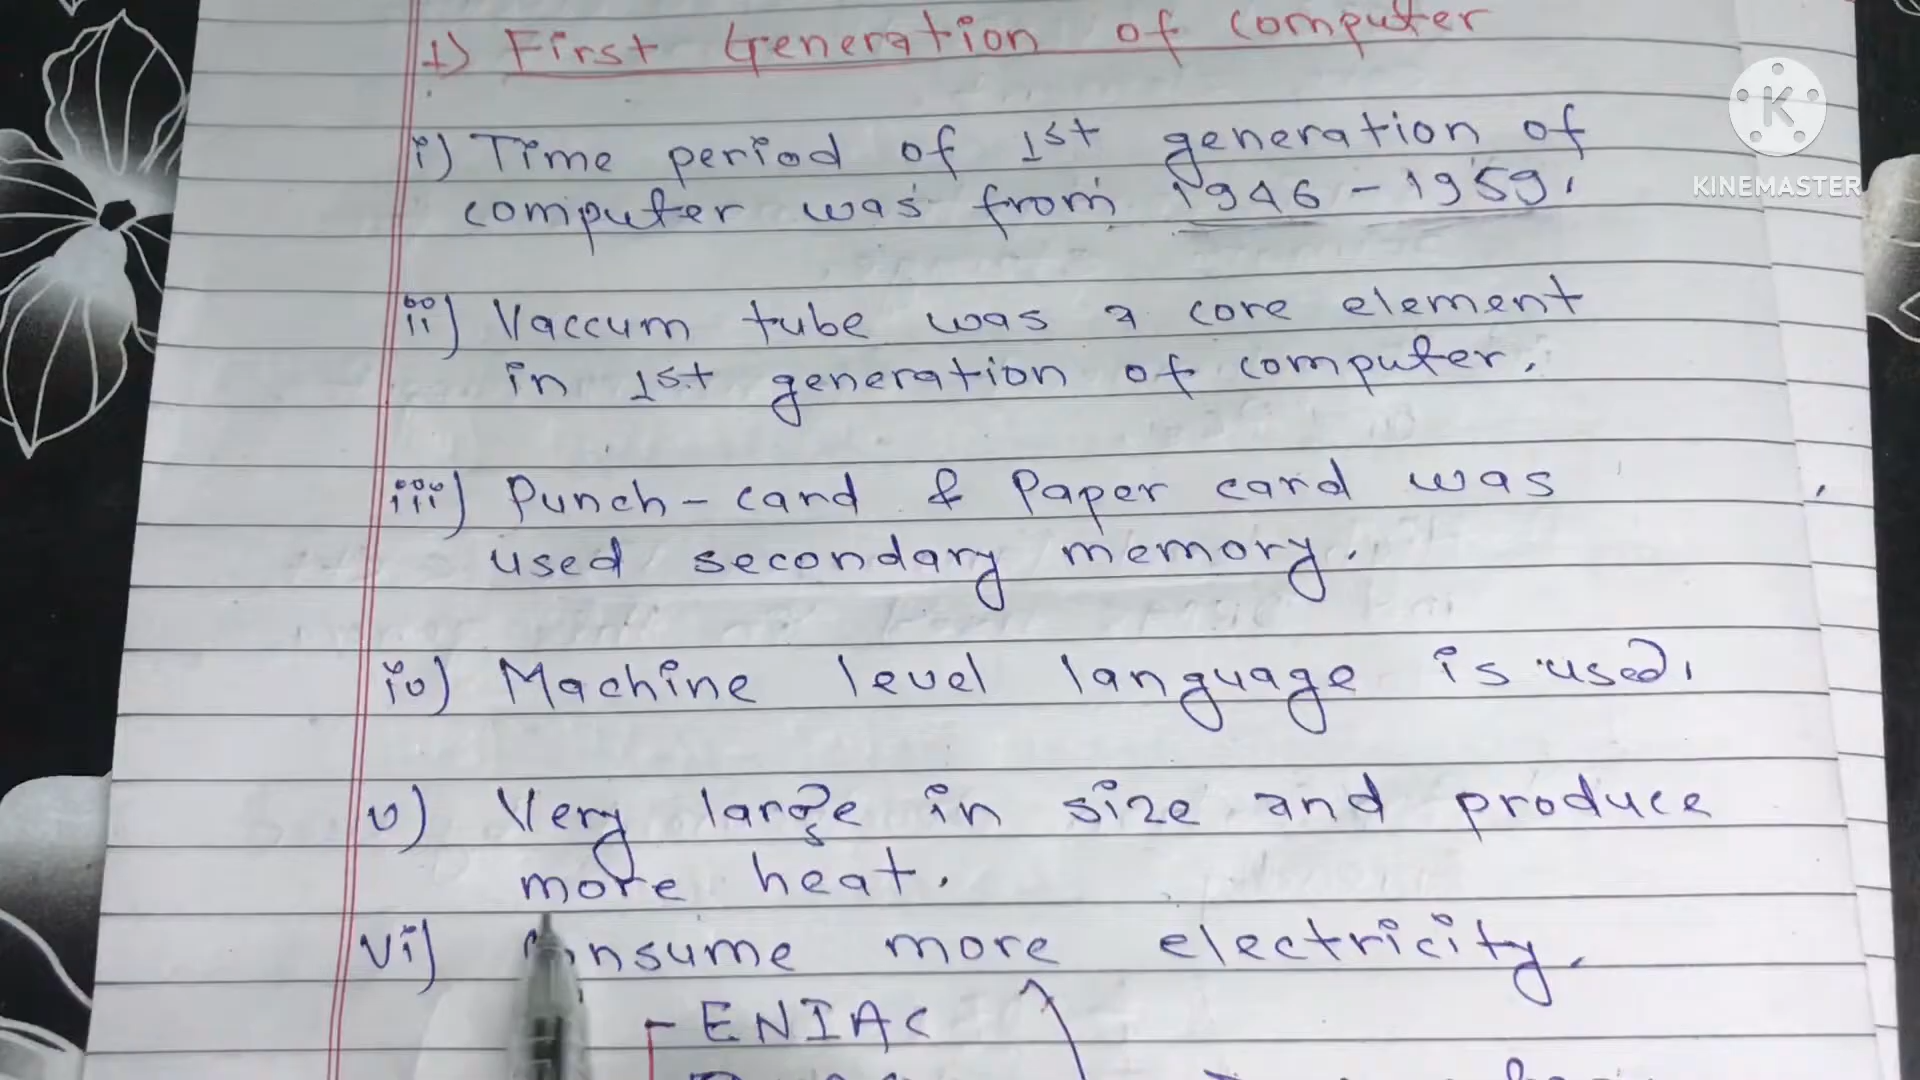 1) First Generation of computer
i) Time period of 1st generation of
computer was from 1946 - 1959.
ii) Vaccum tube was a core element
in 1st generation of computer.
iii) Punch-card & Paper card was
used secondary memory.
iv) Machine level language is used.
v) Very large in size and produce
more heat.
vi) more electricity.
- ENIAC
KINEMASTER